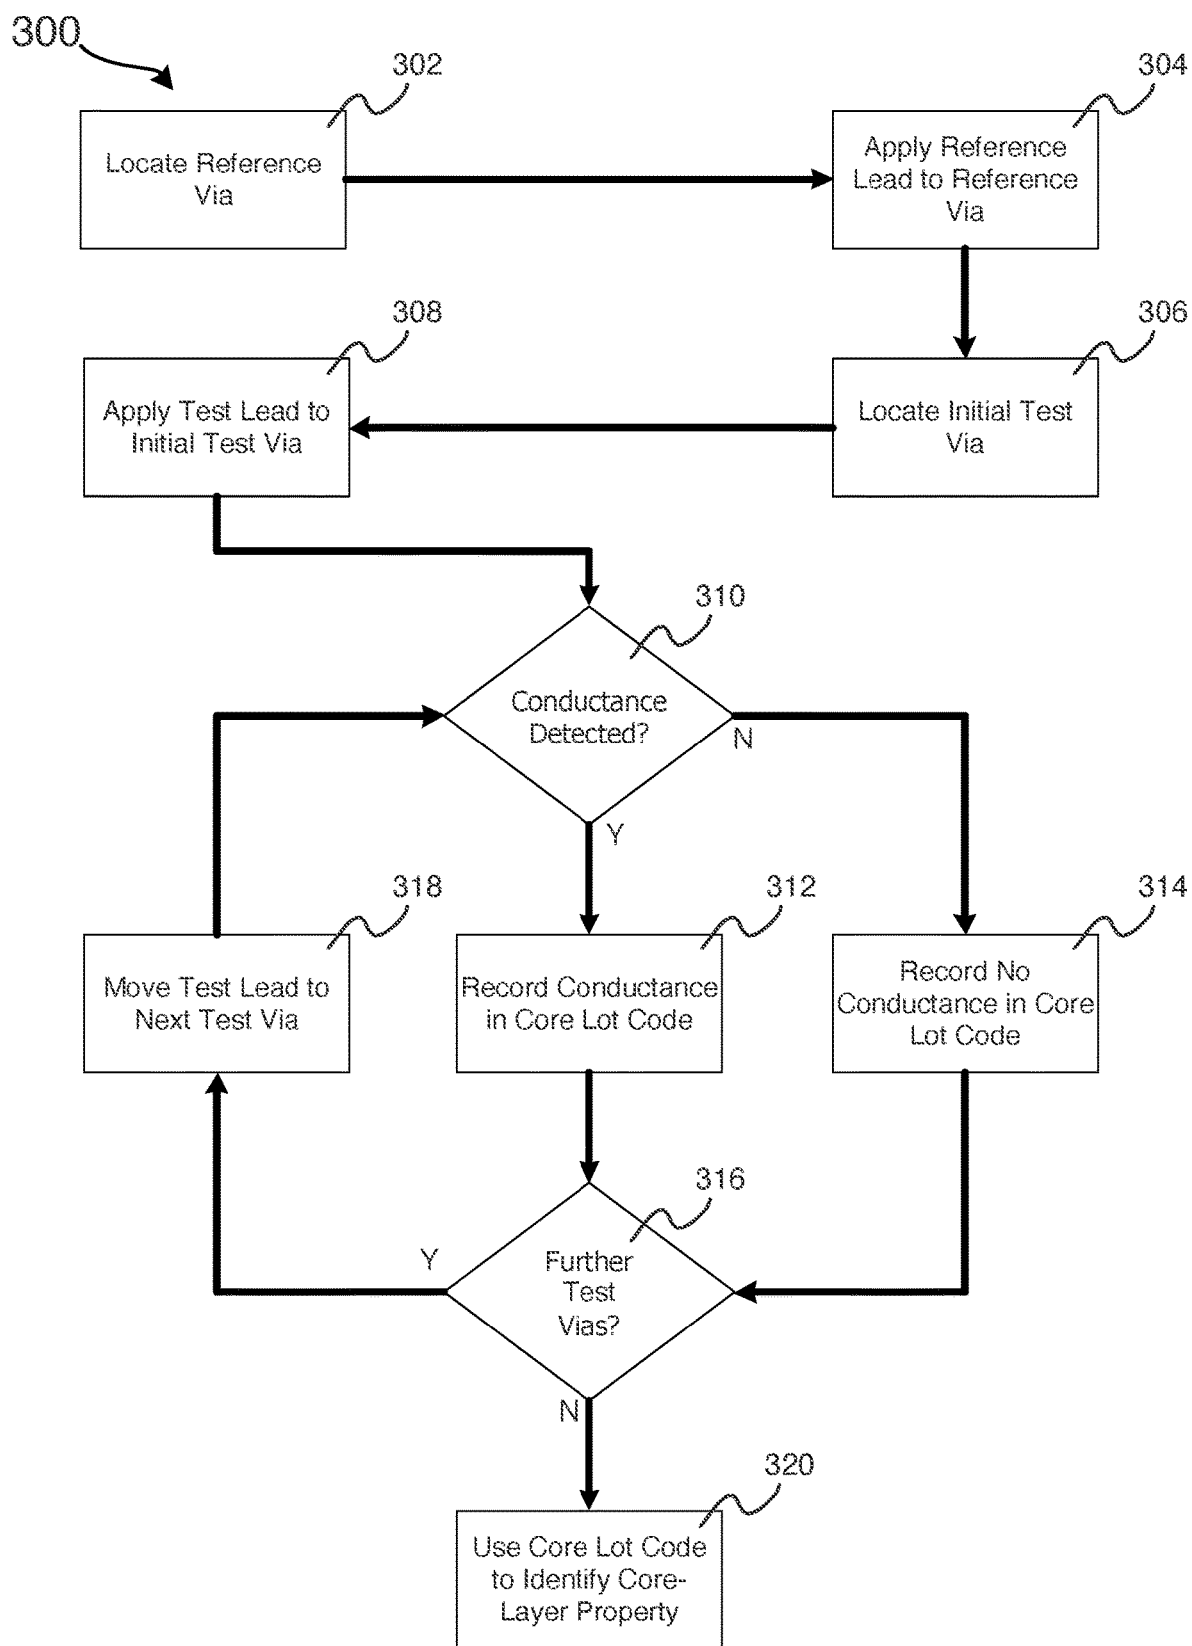 300
302
Locate Reference
Via
304
Apply Reference
Lead to Reference
Via
308
Apply Test Lead to
Initial Test Via
306
Locate Initial Test
Via
310
Conductance
Detected?
N
Y
318
Move Test Lead to
Next Test Via
312
Record Conductance
in Core Lot Code
314
Record No
Conductance in Core
Lot Code
316
Further
Test
Vias?
Y
N
320
Use Core Lot Code
to Identify Core-
Layer Property